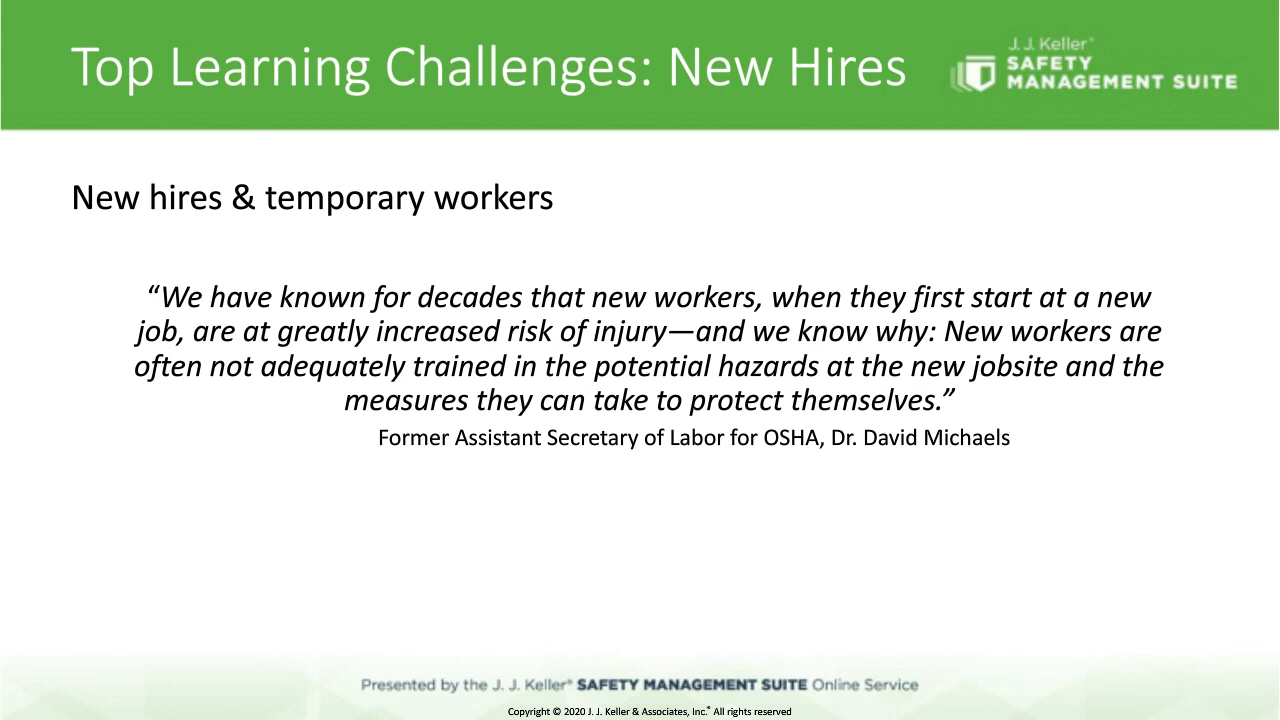 Top Learning Challenges: New Hires
J. J. Keller®
SAFETY
MANAGEMENT SUITE
New hires & temporary workers
“We have known for decades that new workers, when they first start at a new
job, are at greatly increased risk of injury—and we know why: New workers are
often not adequately trained in the potential hazards at the new jobsite and the
measures they can take to protect themselves.”
Former Assistant Secretary of Labor for OSHA, Dr. David Michaels
Presented by the J. J. Keller® SAFETY MANAGEMENT SUITE Online Service
Copyright © 2020 J. J. Keller & Associates, Inc.® All rights reserved